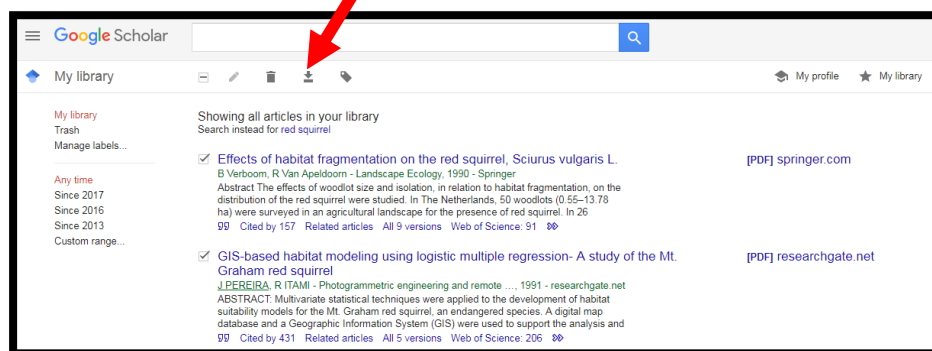 Google Scholar
My library
My profile
My library
My library
Trash
Manage labels...
Any time
Since 2017
Since 2016
Since 2013
Custom range...
Showing all articles in your library
Search instead for red squirrel
Effects of habitat fragmentation on the red squirrel, Sciurus vulgaris L.
[PDF] springer.com
B Verboom, R Van Apeldoorn - Landscape Ecology, 1990 - Springer
Abstract The effects of woodlot size and isolation, in relation to habitat fragmentation, on the
distribution of the red squirrel were studied. In The Netherlands, 50 woodlots (0.55–13.78
ha) were surveyed in an agricultural landscape for the presence of red squirrel. In 26
Cited by 157 Related articles All 9 versions Web of Science: 91
GIS-based habitat modeling using logistic multiple regression- A study of the Mt.
Graham red squirrel
[PDF] researchgate.net
J PEREIRA, R ITAMI - Photogrammetric engineering and remote ..., 1991 - researchgate.net
ABSTRACT: Multivariate statistical techniques were applied to the development of habitat
suitability models for the Mt. Graham red squirrel, an endangered species. A digital map
database and a Geographic Information System (GIS) were used to support the analysis and
Cited by 431 Related articles All 5 versions Web of Science: 206